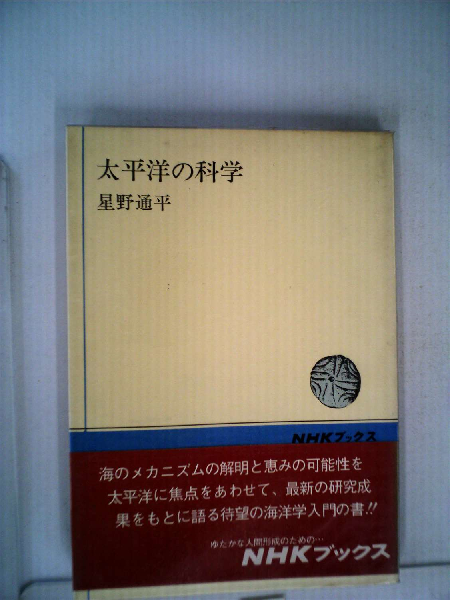 太平洋の科学
星野通平
NHKブックス
海のメカニズムの解明と恵みの可能性を
太平洋に焦点をあわせて、最新の研究成
果をもとに語る待望の海洋学入門の書!!
ゆたかな人間形成のための…
NHKブックス